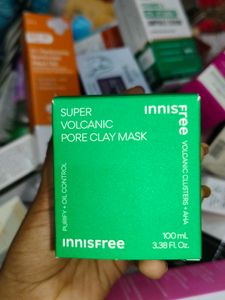 SUPER
VOLCANIC
PORE CLAY MASK
INNISFree
PURIFY + OIL CONTROL
VOLCANIC CLUSTERS + AHA
100 mL
3.38 Fl. Oz.
INNISFree